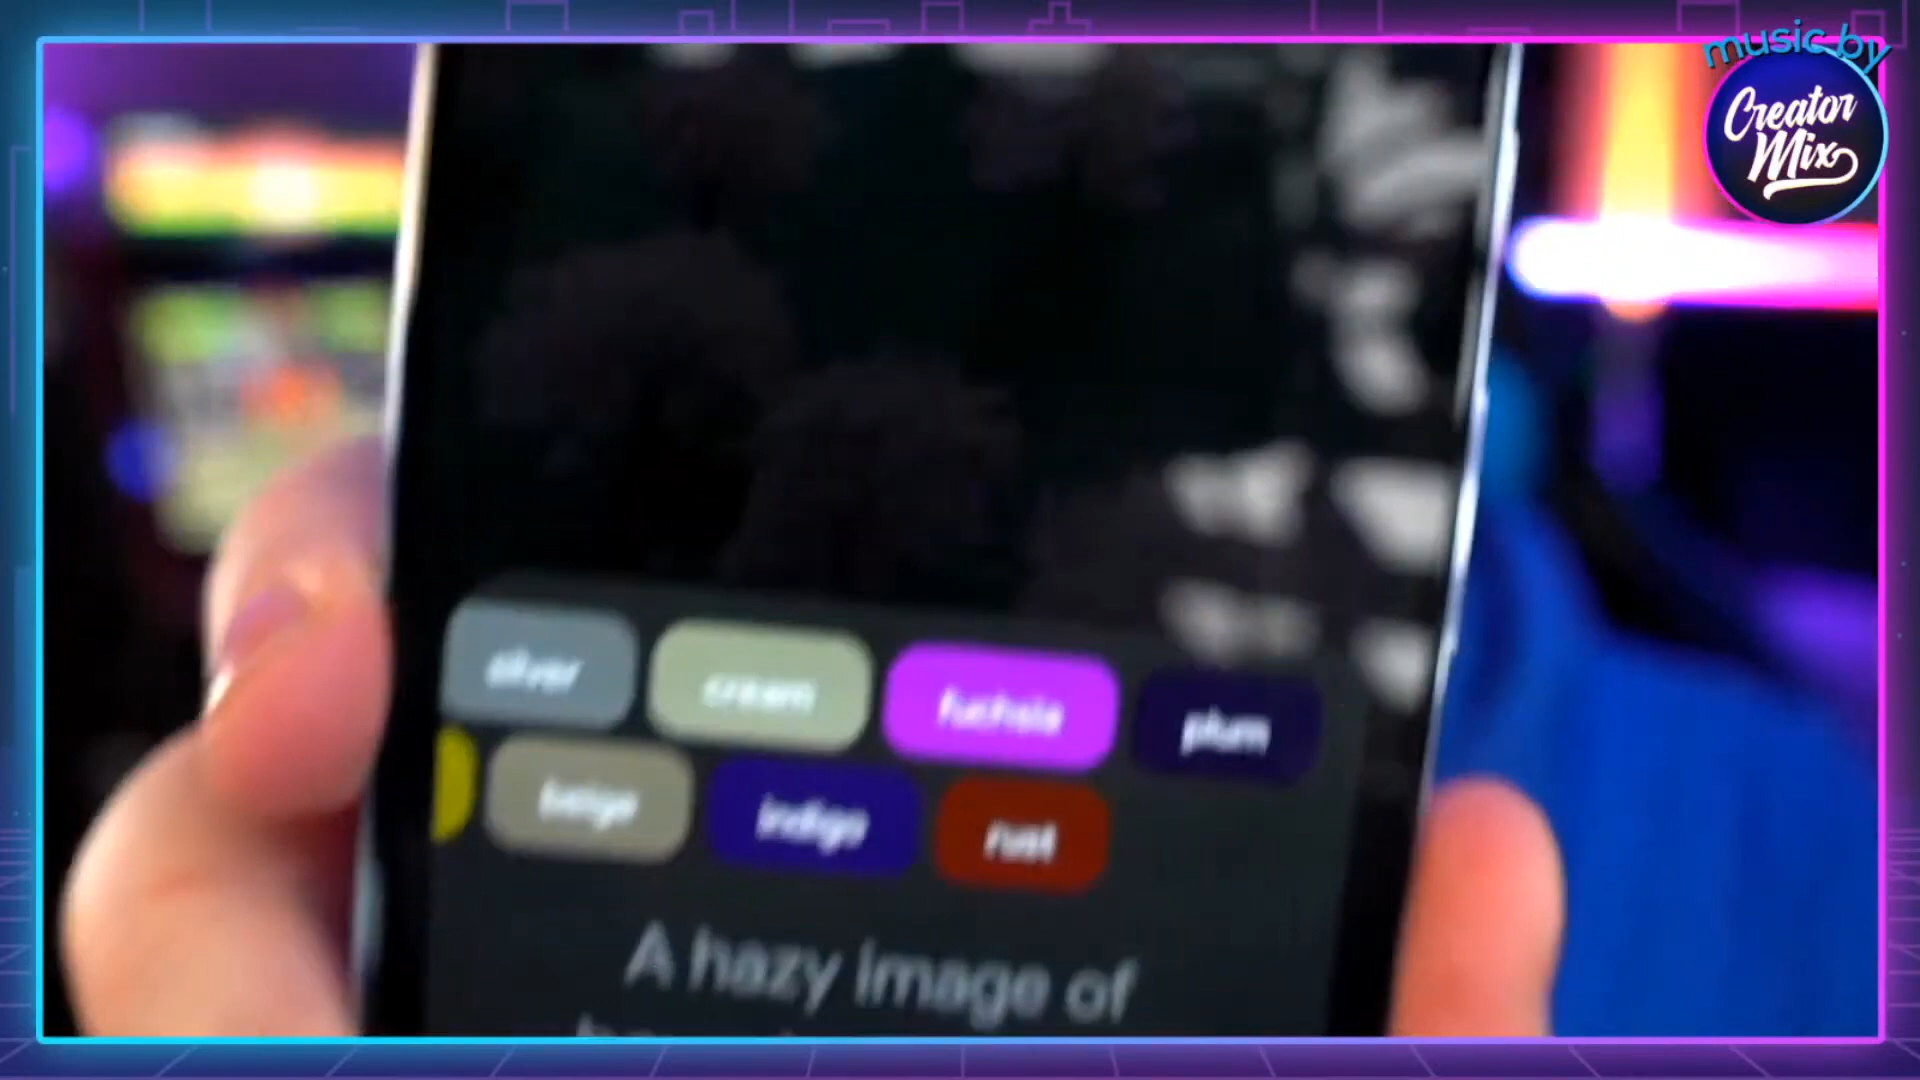 music by
Creator
Mix
silver
cream
fuchsia
plum
beige
indigo
rust
A hazy image of